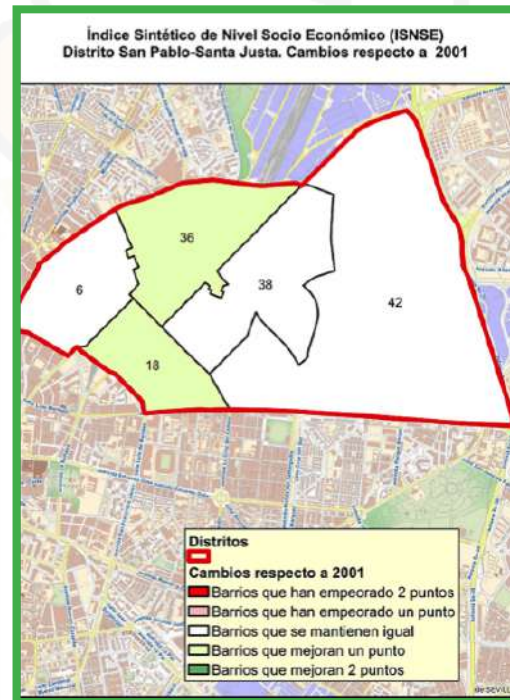 Índice Sintético de Nivel Socio Económico (ISNSE)
Distrito San Pablo-Santa Justa. Cambios respecto a 2001
36
6
38
42
18
Distritos
Cambios respecto a 2001
Barrios que han empeorado 2 puntos
Barrios que han empeorado un punto
Barrios que se mantienen igual
Barrios que mejoran un punto
Barrios que mejoran 2 puntos
de SEVILL